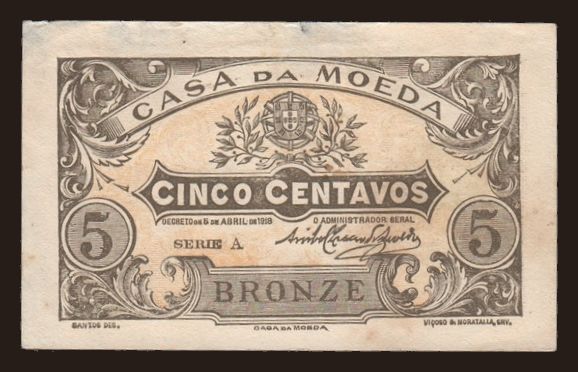 CASA DA MOEDA
CINCO CENTAVOS
DECRETO DE 5 DE ABRIL DE 1918 O ADMINISTRADOR GERAL
5 SERIE A 5
BRONZE
SANTOS DES. CASA DA MOEDA VIÇOSO & MORATALLA, GRV.